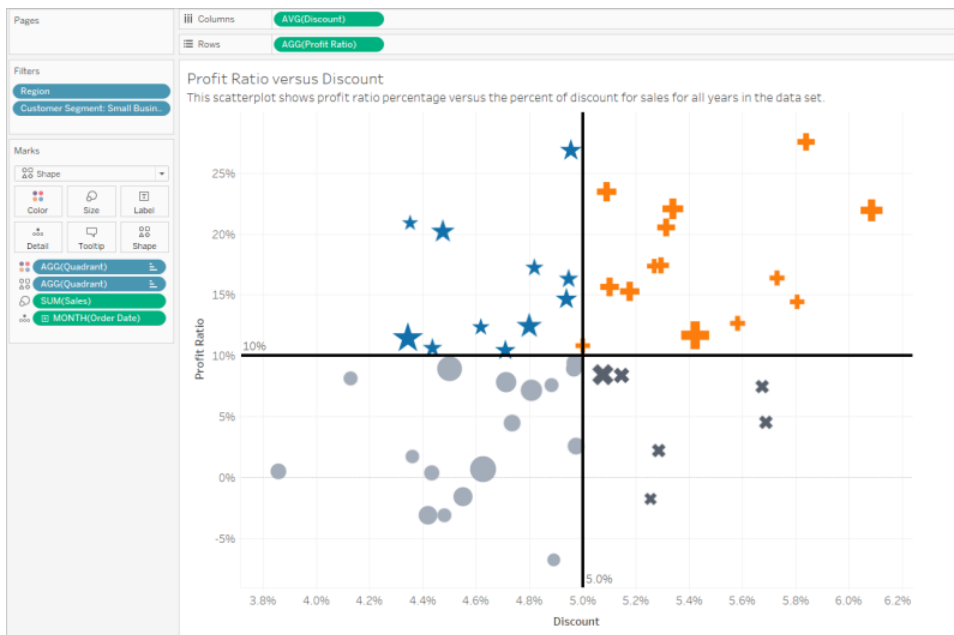 Pages
Columns
AVG(Discount)
Rows
AGG(Profit Ratio)
Filters
Region
Customer Segment: Small Busin..
Marks
Shape
Color
Size
Label
Detail
Tooltip
Shape
AGG(Quadrant)
AGG(Quadrant)
SUM(Sales)
MONTH(Order Date)
Profit Ratio versus Discount
This scatterplot shows profit ratio percentage versus the percent of discount for sales for all years in the data set.
Profit Ratio
25%
20%
15%
10%
5%
0%
-5%
10%
5.0%
3.8% 4.0% 4.2% 4.4% 4.6% 4.8% 5.0% 5.2% 5.4% 5.6% 5.8% 6.0% 6.2%
Discount